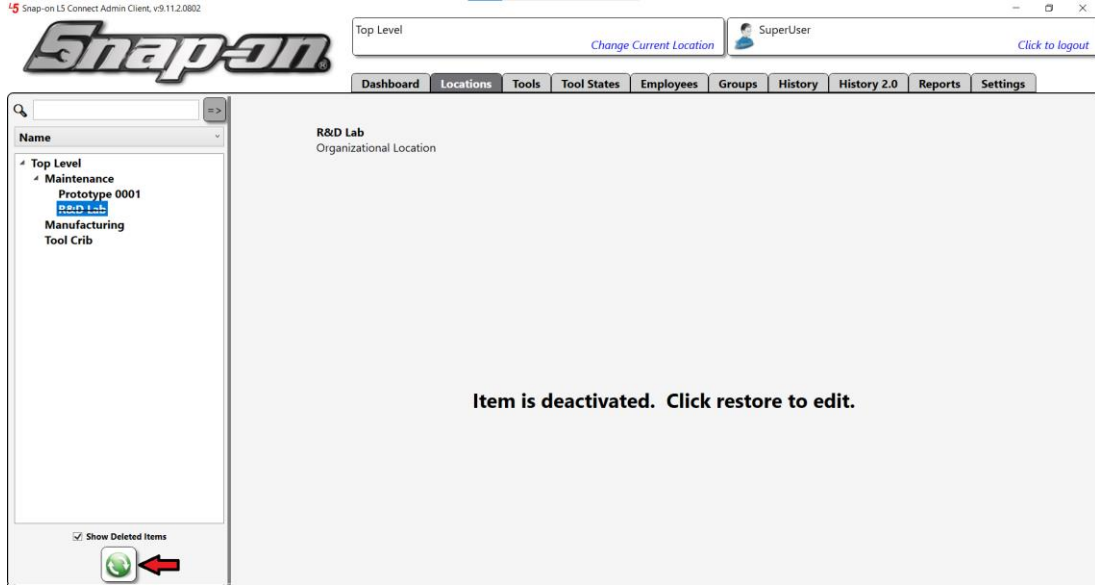 L5 Snap-on L5 Connect Admin Client, v:9.11.2.0802
Snap-on®
Top Level
Change Current Location
SuperUser
Click to logout
Dashboard Locations Tools Tool States Employees Groups History History 2.0 Reports Settings
=>
Name
Top Level
Maintenance
Prototype 0001
R&D Lab
Manufacturing
Tool Crib
R&D Lab
Organizational Location
Item is deactivated. Click restore to edit.
Show Deleted Items